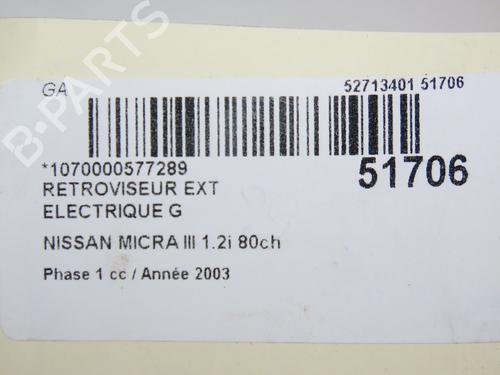 B-PARTS
GA
52713401 51706
*1070000577289
51706
RETROVISEUR EXT
ELECTRIQUE G
NISSAN MICRA III 1.2i 80ch
Phase 1 cc / Année 2003